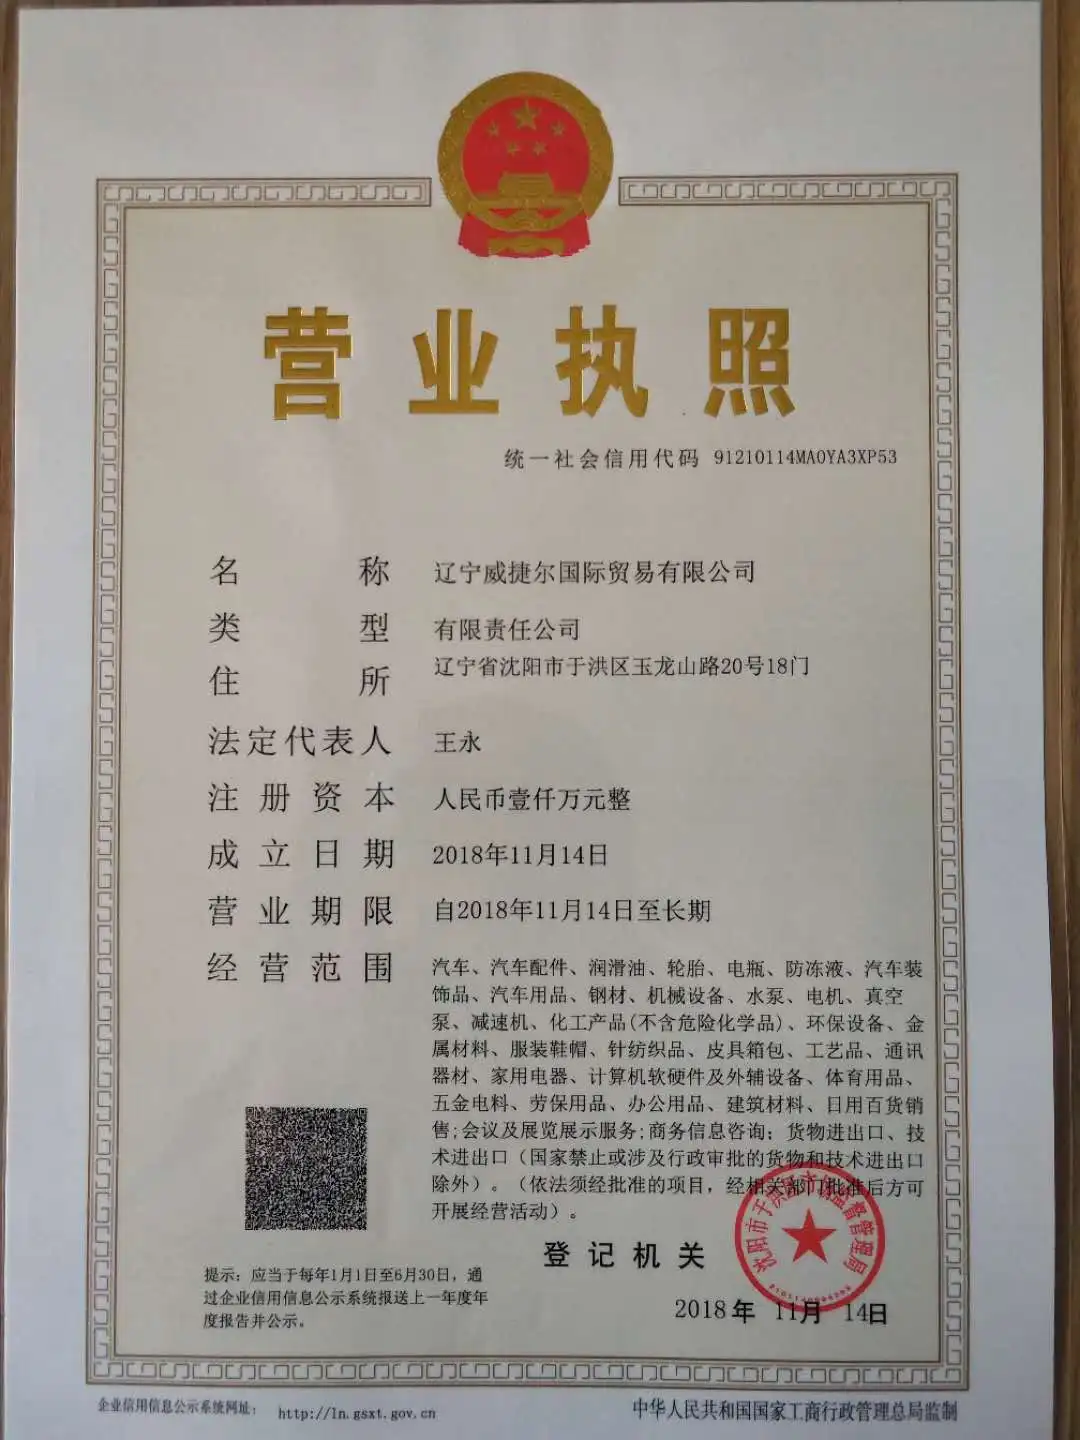 营业执照
统一社会信用代码 91210114MA0YA3XP53
名称 辽宁威捷尔国际贸易有限公司
类型 有限责任公司
住所 辽宁省沈阳市于洪区玉龙山路20号18门
法定代表人 王永
注册资本 人民币壹仟万元整
成立日期 2018年11月14日
营业期限 自2018年11月14日至长期
经营范围 汽车、汽车配件、润滑油、轮胎、电瓶、防冻液、汽车装
饰品、汽车用品、钢材、机械设备、水泵、电机、真空
泵、减速机、化工产品(不含危险化学品)、环保设备、金
属材料、服装鞋帽、针纺织品、皮具箱包、工艺品、通讯
器材、家用电器、计算机软硬件及外辅设备、体育用品、
五金电料、劳保用品、办公用品、建筑材料、日用百货销
售;会议及展览展示服务;商务信息咨询; 货物进出口、技
术进出口（国家禁止或涉及行政审批的货物和技术进出口
除外）。（依法须经批准的项目，经相关部门批准后方可
开展经营活动）。
登记机关
沈阳市于洪区市场监督管理局
2018年 11月 14日
提示：应当于每年1月1日至6月30日，通
过企业信用信息公示系统报送上一年度年
度报告并公示。
企业信用信息公示系统网址： http://ln.gsxt.gov.cn
中华人民共和国国家工商行政管理总局监制